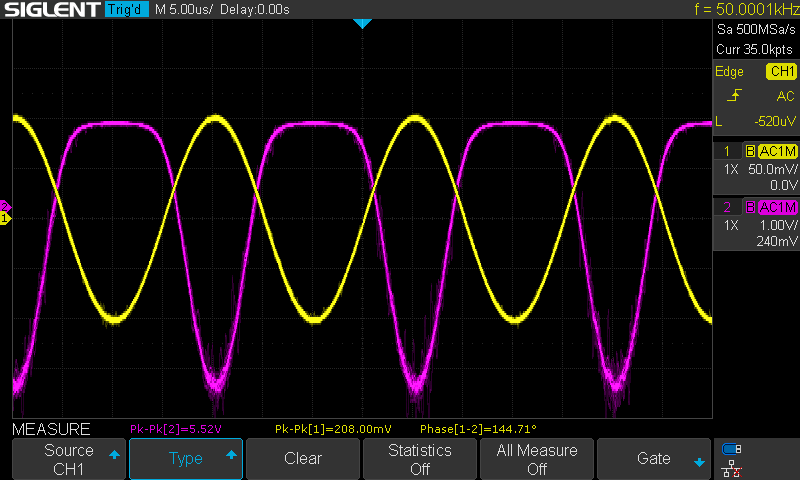 SIGLENT Trig'd M 5.00us/ Delay:0.00s f = 50.0001kHz
Sa 500MSa/s
Curr 35.0kpts
Edge CH1
AC
L -520uV
1 B AC1M
1X 50.0mV/
0.0V
2 B AC1M
1X 1.00V/
240mV
2
1
MEASURE Pk-Pk[2]=5.52V Pk-Pk[1]=208.00mV Phase[1-2]=144.71°
Source Type Clear Statistics All Measure Gate
CH1 Off Off